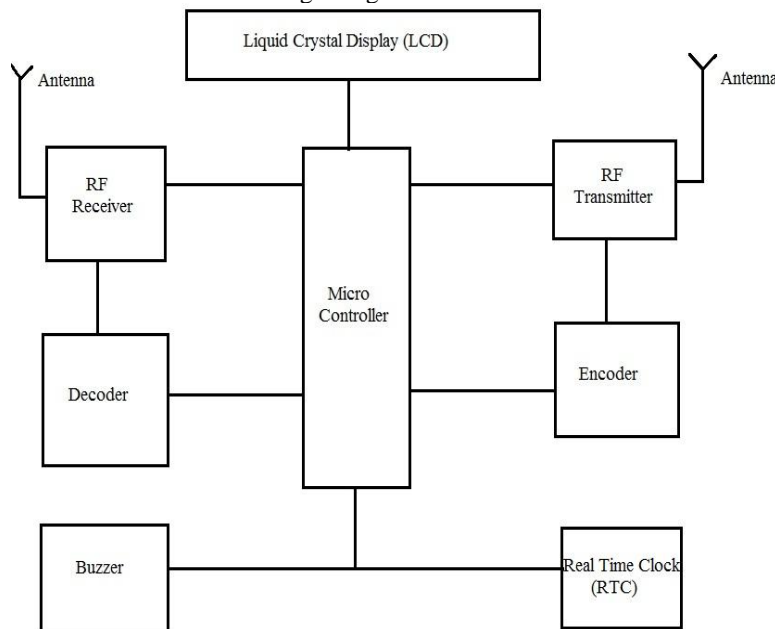 Liquid Crystal Display (LCD)
Antenna
Antenna
RF
Receiver
RF
Transmitter
Micro
Controller
Decoder
Encoder
Buzzer
Real Time Clock
(RTC)